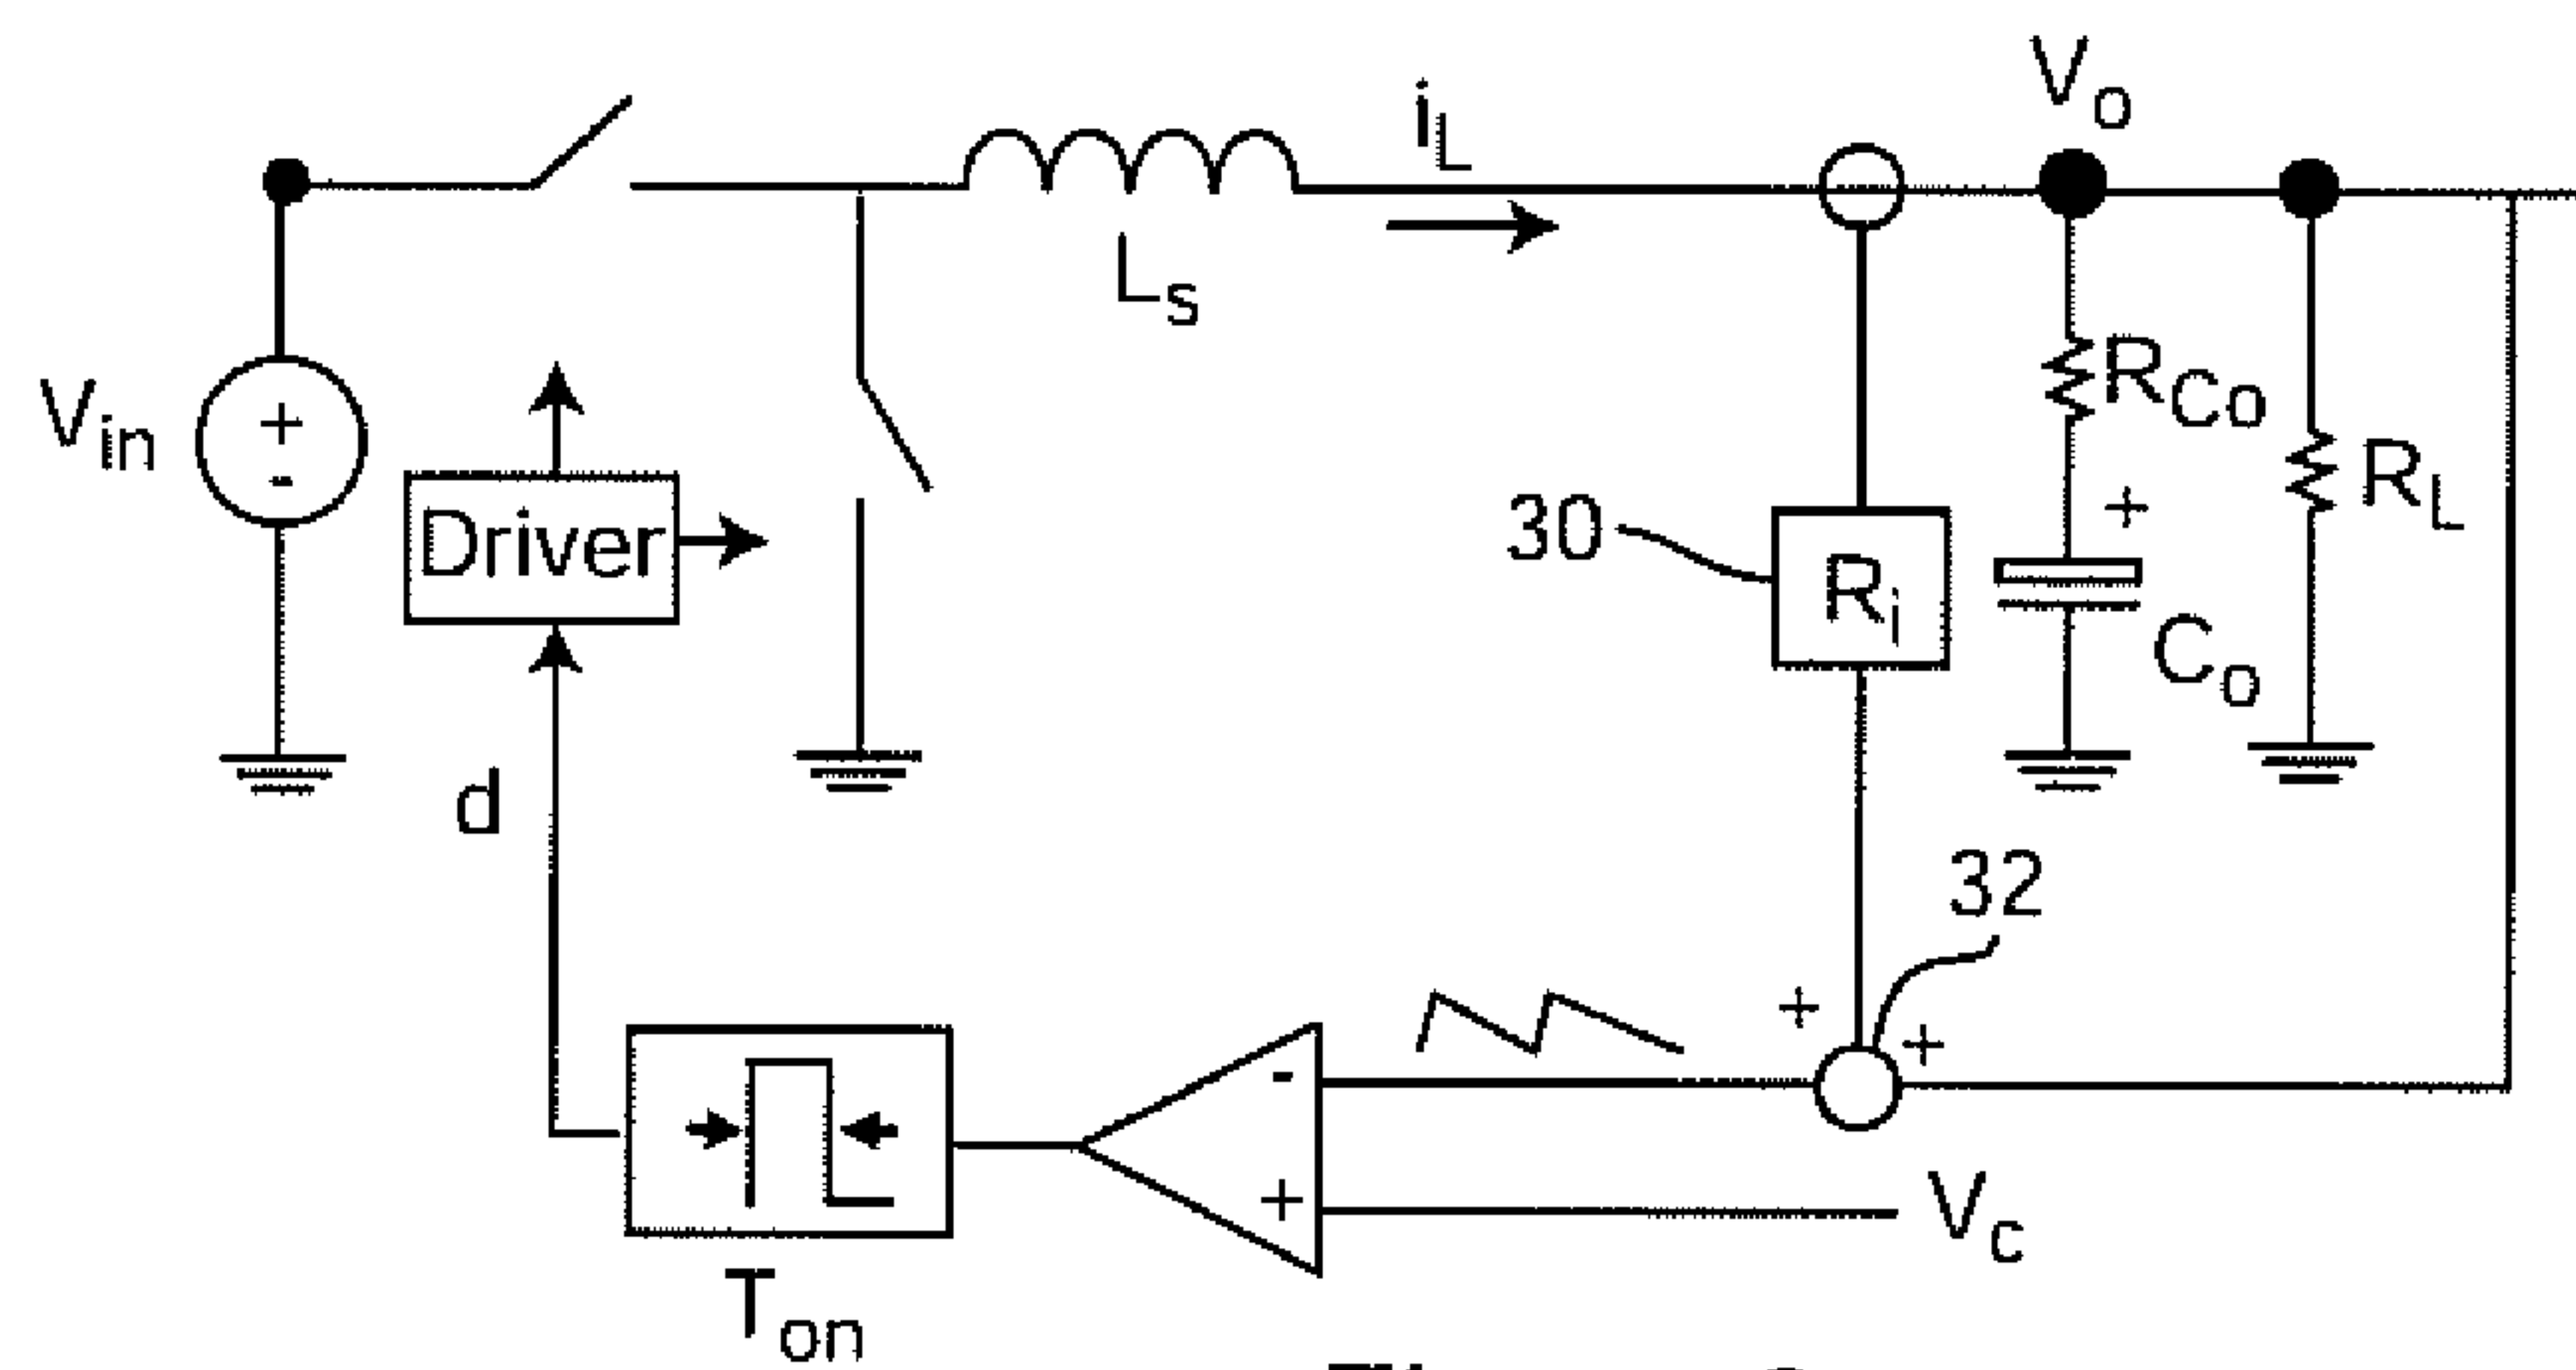 Vo
iL
Ls
Vin
+
-
Driver
30
Ri
RCo
+
Co
RL
d
32
+
+
-
+
Vc
Ton